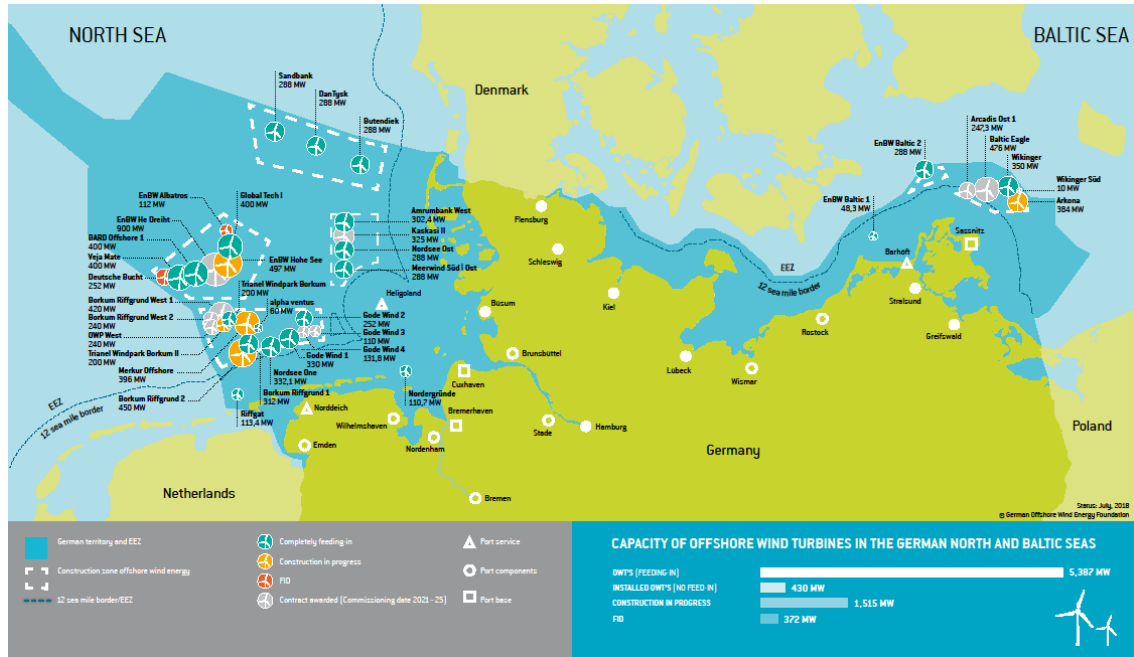 NORTH SEA
BALTIC SEA
Denmark
Sandbank
288 MW
DanTysk
288 MW
Butendiek
288 MW
Arcadis Ost 1
247,3 MW
Baltic Eagle
476 MW
EnBW Baltic 2
288 MW
Wikinger
350 MW
Wikinger Süd
10 MW
Arkona
384 MW
EnBW Baltic 1
48,3 MW
EnBW Albatros
112 MW
Global Tech I
400 MW
EnBW He Dreiht
900 MW
BARD Offshore 1
400 MW
Veja Mate
400 MW
Deutsche Bucht
252 MW
EnBW Hohe See
497 MW
Amrumbank West
302,4 MW
Kaskasi II
325 MW
Nordsee Ost
288 MW
Meerwind Süd | Ost
288 MW
Trianel Windpark Borkum
200 MW
alpha ventus
60 MW
Borkum Riffgrund West 1
420 MW
Borkum Riffgrund West 2
240 MW
OWP West
240 MW
Trianel Windpark Borkum II
200 MW
Merkur Offshore
396 MW
Borkum Riffgrund 2
450 MW
Gode Wind 2
252 MW
Gode Wind 3
110 MW
Gode Wind 4
131,8 MW
Gode Wind 1
330 MW
Nordsee One
332,1 MW
Borkum Riffgrund 1
312 MW
Riffgat
113,4 MW
Nordergründe
110,7 MW
Heligoland
Flensburg
Schleswig
Kiel
Büsum
Brunsbüttel
Cuxhaven
Bremerhaven
Norddeich
Wilhelmshaven
Emden
Nordenham
Stade
Hamburg
Bremen
Lübeck
Wismar
Rostock
Barhöft
Sassnitz
Stralsund
Greifswald
EEZ
12 sea mile border
EEZ
12 sea mile border
Netherlands
Germany
Poland
Status: July, 2018
© German Offshore Wind Energy Foundation
German territory and EEZ
Construction zone offshore wind energy
12 sea mile border/EEZ
Completely feeding in
Construction in progress
FID
Contract awarded (Commissioning date 2021–25)
Port service
Port components
Port base
CAPACITY OF OFFSHORE WIND TURBINES IN THE GERMAN NORTH AND BALTIC SEAS
OWT'S (FEEDING-IN) 5,387 MW
INSTALLED OWT'S (NO FEED-IN) 430 MW
CONSTRUCTION IN PROGRESS 1,515 MW
FID 372 MW